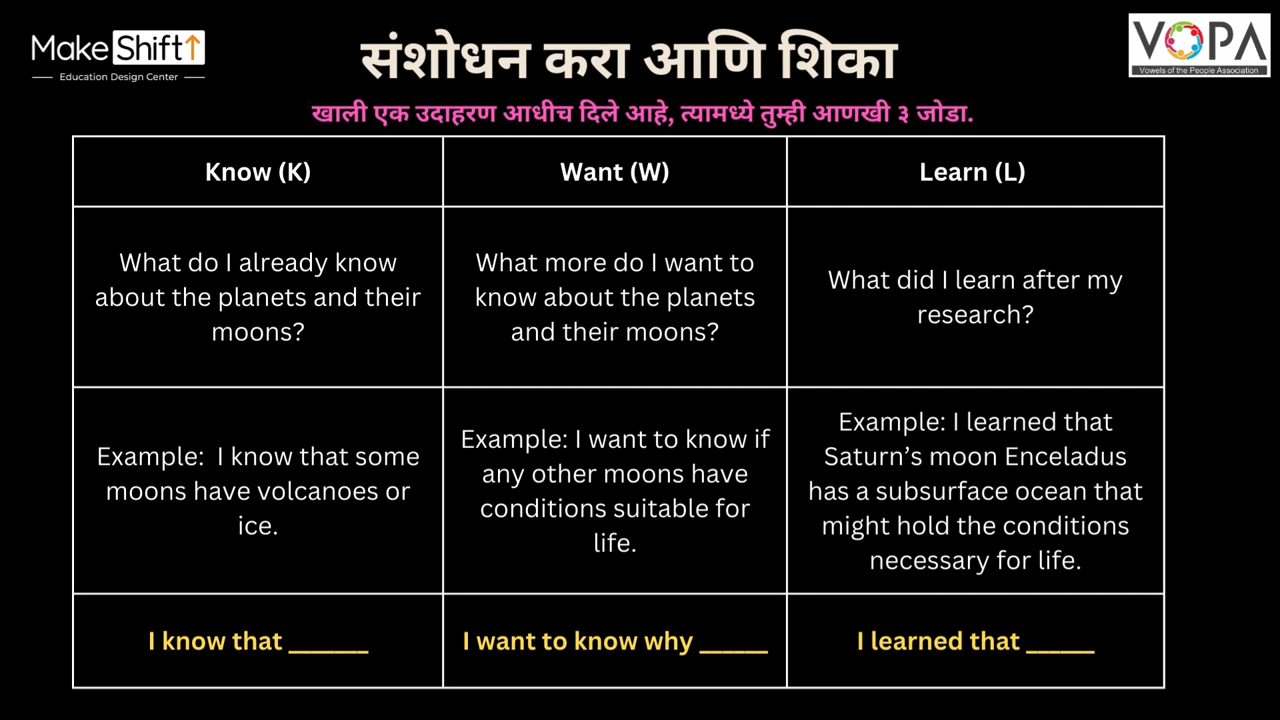 MakeShift↑
Education Design Center
संशोधन करा आणि शिका
VOPA
Vowels of the People Association
खाली एक उदाहरण आधीच दिले आहे, त्यामध्ये तुम्ही आणखी ३ जोडा.
Know (K)
Want (W)
Learn (L)
What do I already know
about the planets and their
moons?
What more do I want to
know about the planets
and their moons?
What did I learn after my
research?
Example:  I know that some
moons have volcanoes or
ice.
Example: I want to know if
any other moons have
conditions suitable for
life.
Example: I learned that
Saturn’s moon Enceladus
has a subsurface ocean that
might hold the conditions
necessary for life.
I know that _______
I want to know why ______
I learned that ______